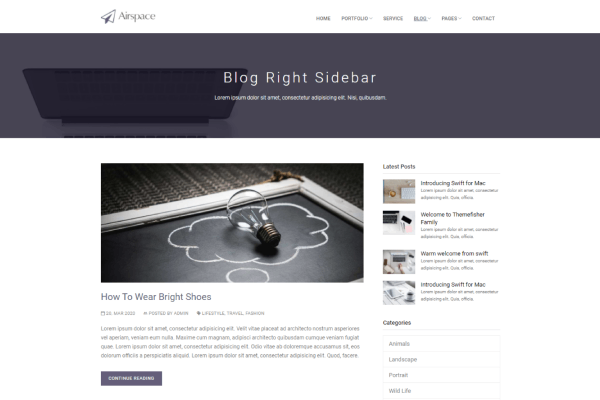 Airspace
HOME PORTFOLIO SERVICE BLOG PAGES CONTACT
Blog Right Sidebar
Lorem ipsum dolor sit amet, consectetur adipisicing elit. Nisi, quibusdam.
Latest Posts
Introducing Swift for Mac
Lorem ipsum dolor sit amet, consectetur
adipisicing elit. Quis, officia.
Welcome to Themefisher
Family
Lorem ipsum dolor sit amet, consectetur
adipisicing elit. Quis, officia.
Warm welcome from swift
Lorem ipsum dolor sit amet, consectetur
adipisicing elit. Quis, officia.
Introducing Swift for Mac
Lorem ipsum dolor sit amet, consectetur
adipisicing elit. Quis, officia.
How To Wear Bright Shoes
20, MAR 2020 POSTED BY ADMIN LIFESTYLE, TRAVEL, FASHION
Lorem ipsum dolor sit amet, consectetur adipisicing elit. Velit vitae placeat ad architecto nostrum asperiores
vel aperiam, veniam eum nulla. Maxime cum magnam, adipisci architecto quibusdam cumque veniam fugiat
quae. Lorem ipsum dolor sit amet, consectetur adipisicing elit. Odio vitae ab doloremque accusamus sit, eos
dolorum officiis a perspiciatis aliquid. Lorem ipsum dolor sit amet, consectetur adipisicing elit. Quod, facere.
CONTINUE READING
Categories
Animals
Landscape
Portrait
Wild Life